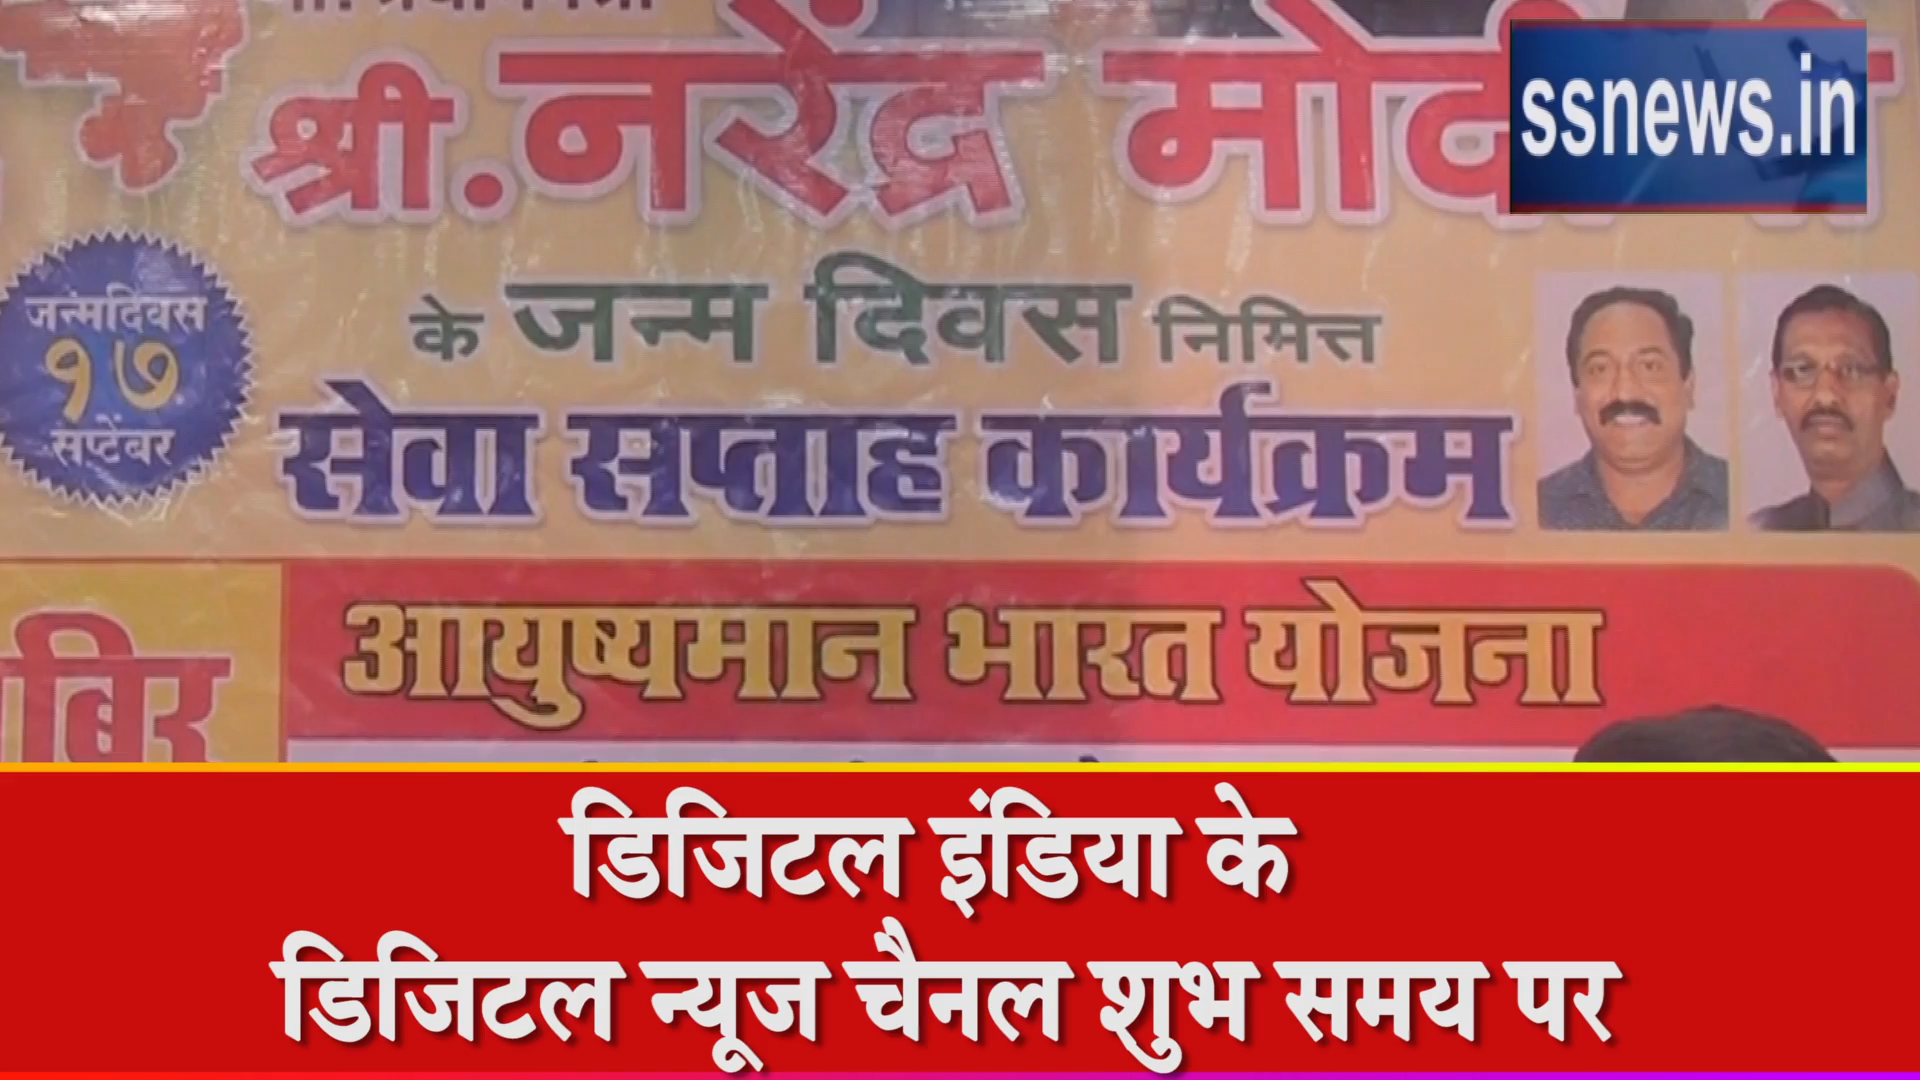 श्री. नरेंद्र
ssnews.in
के जन्म दिवस निमित्त
जन्मदिवस
१७
सप्टेंबर
सेवा सप्ताह कार्यक्रम
आयुष्यमान भारत योजना
डिजिटल इंडिया के
डिजिटल न्यूज चैनल शुभ समय पर